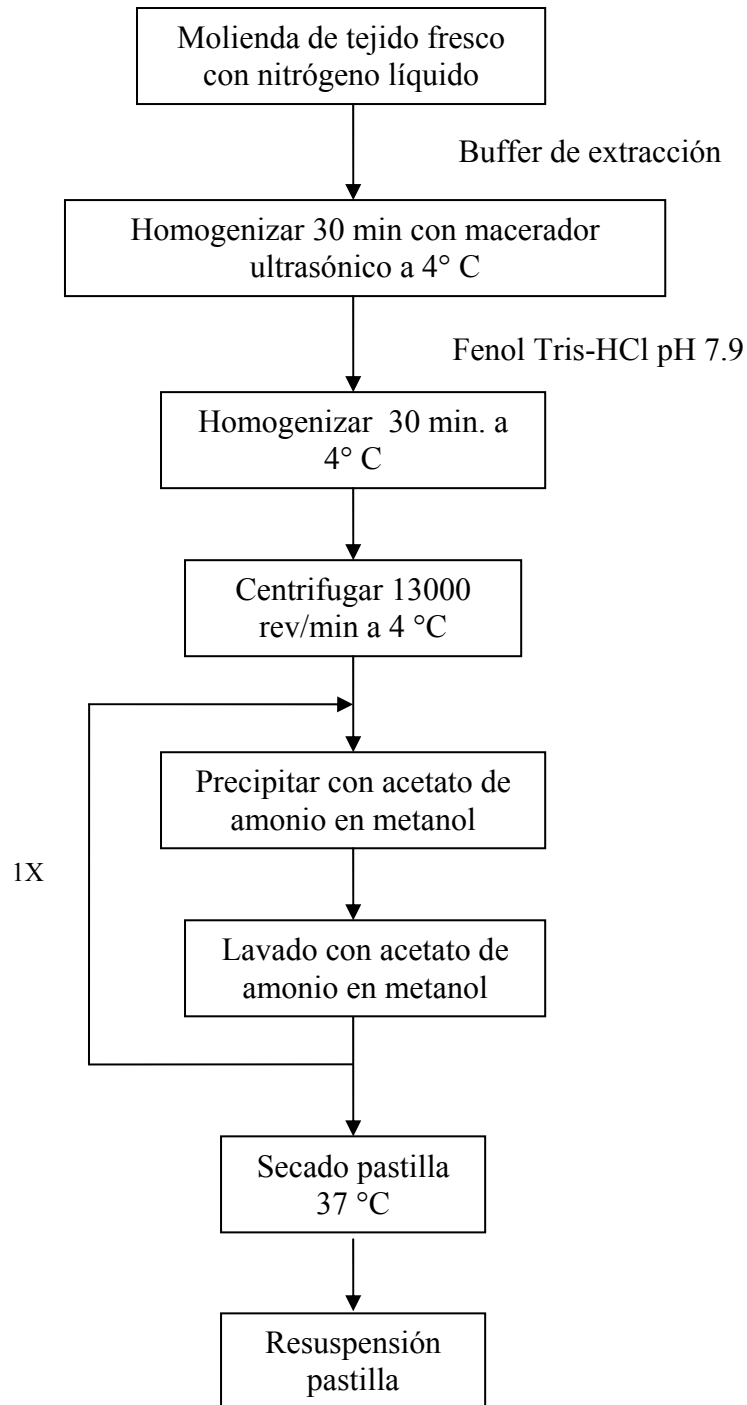 Molienda de tejido fresco
con nitrógeno líquido
Buffer de extracción
Homogenizar 30 min con macerador
ultrasónico a 4° C
Fenol Tris-HCl pH 7.9
Homogenizar 30 min. a
4° C
Centrifugar 13000
rev/min a 4 °C
Precipitar con acetato de
amonio en metanol
1X
Lavado con acetato de
amonio en metanol
Secado pastilla
37 °C
Resuspensión
pastilla